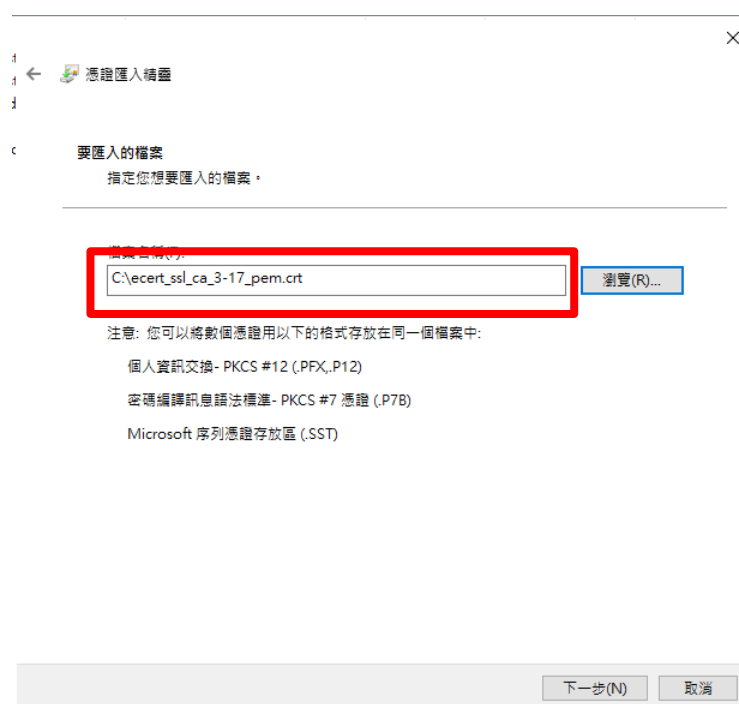 憑證匯入精靈
要匯入的檔案
指定您想要匯入的檔案。
檔案名稱(F):
C:\ecert_ssl_ca_3-17_pem.crt
瀏覽(R)...
注意: 您可以將數個憑證用以下的格式存放在同一個檔案中:
個人資訊交換- PKCS #12 (.PFX,.P12)
密碼編譯訊息語法標準- PKCS #7 憑證 (.P7B)
Microsoft 序列憑證存放區 (.SST)
下一步(N)
取消